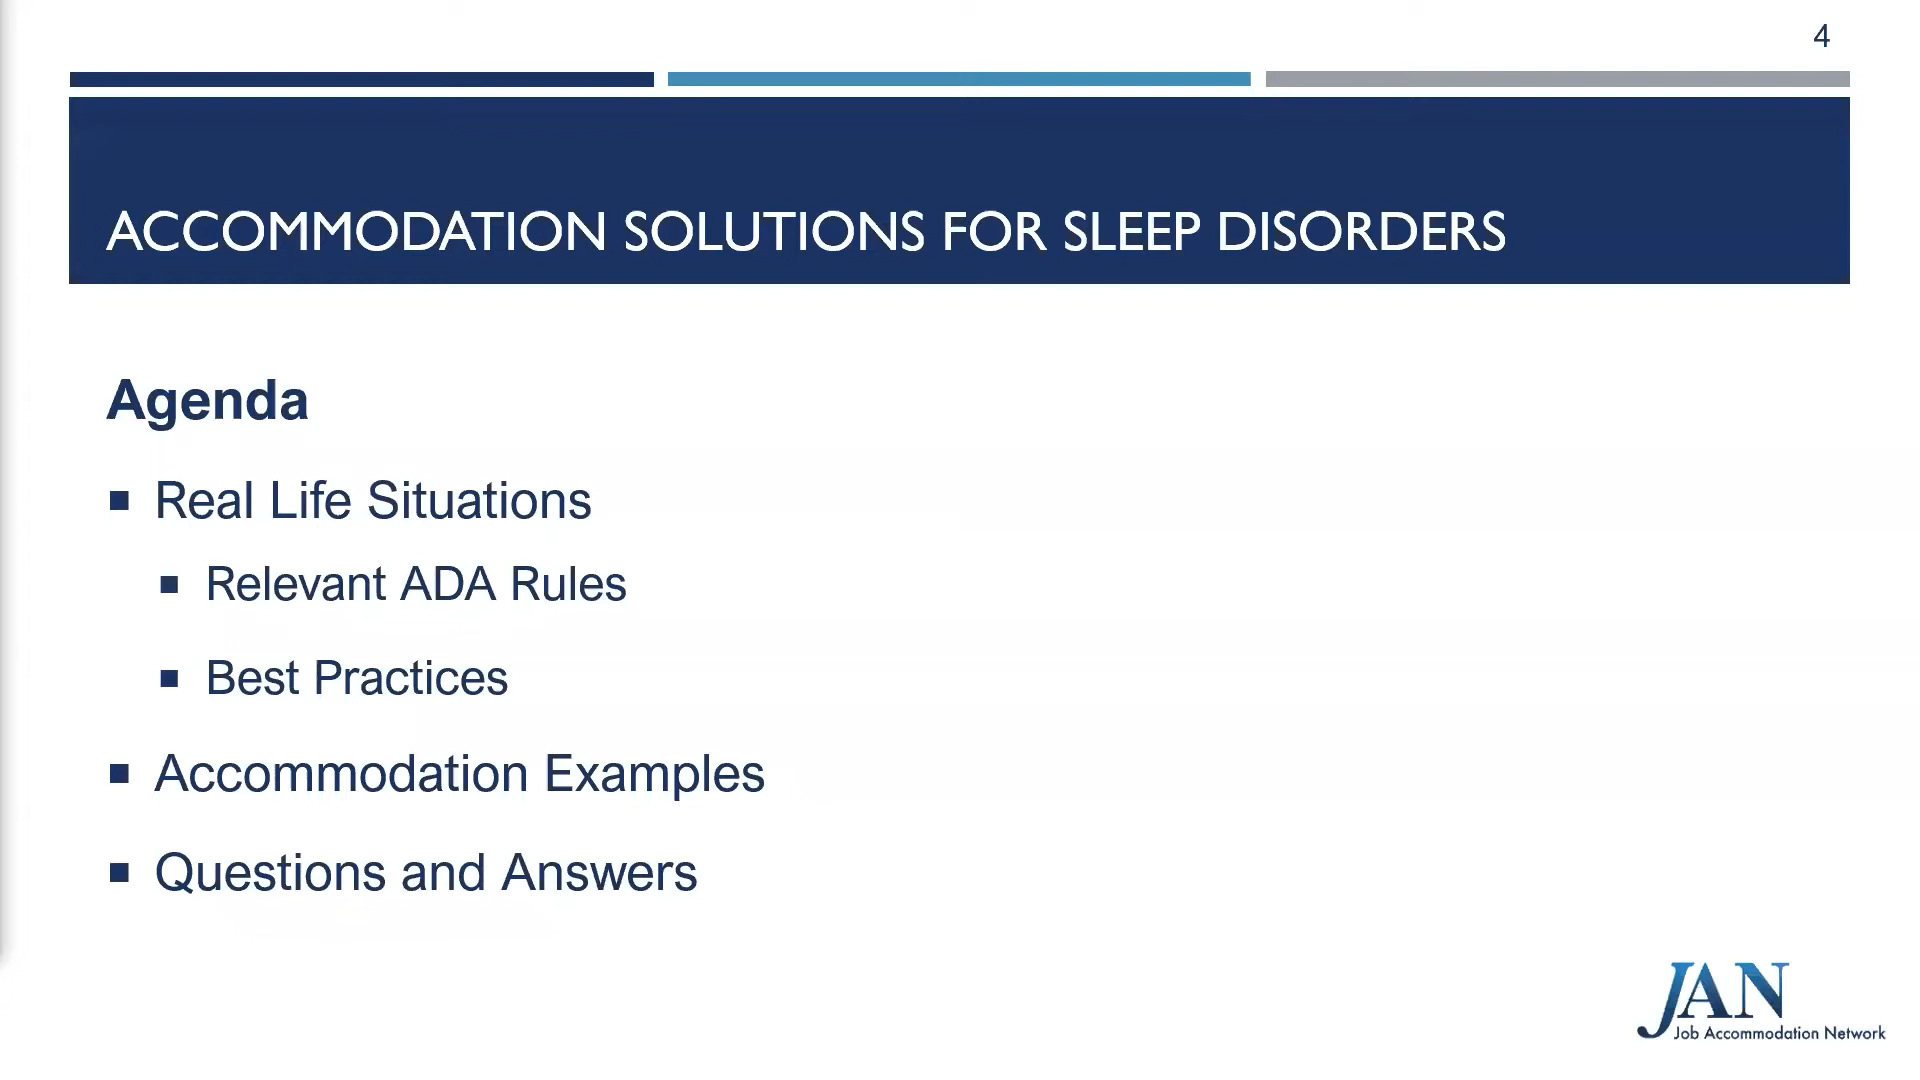 4
ACCOMMODATION SOLUTIONS FOR SLEEP DISORDERS
Agenda
Real Life Situations
Relevant ADA Rules
Best Practices
Accommodation Examples
Questions and Answers
JAN
Job Accommodation Network